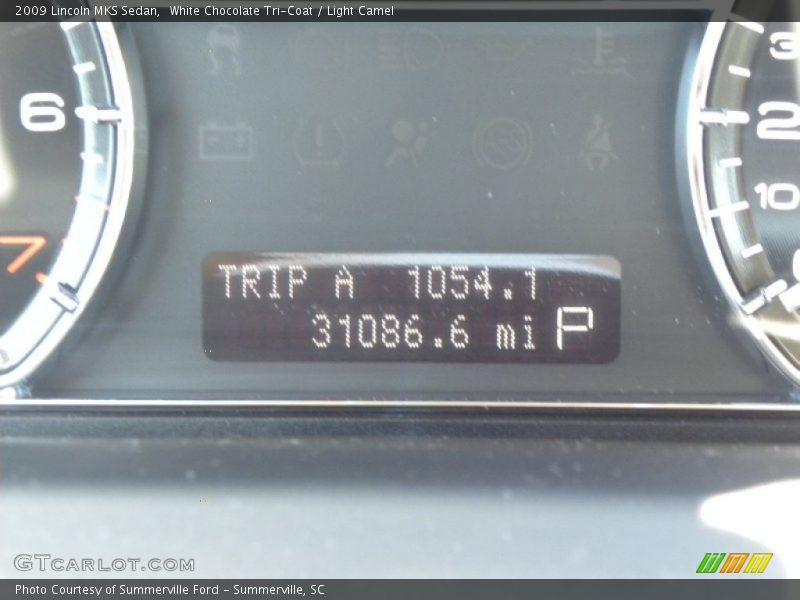 2009 Lincoln MKS Sedan,  White Chocolate Tri-Coat / Light Camel
6
7
3
2
10
TRIP A 1054.1
31086.6 mi P
GTCARLOT.COM
Photo Courtesy of Summerville Ford - Summerville, SC